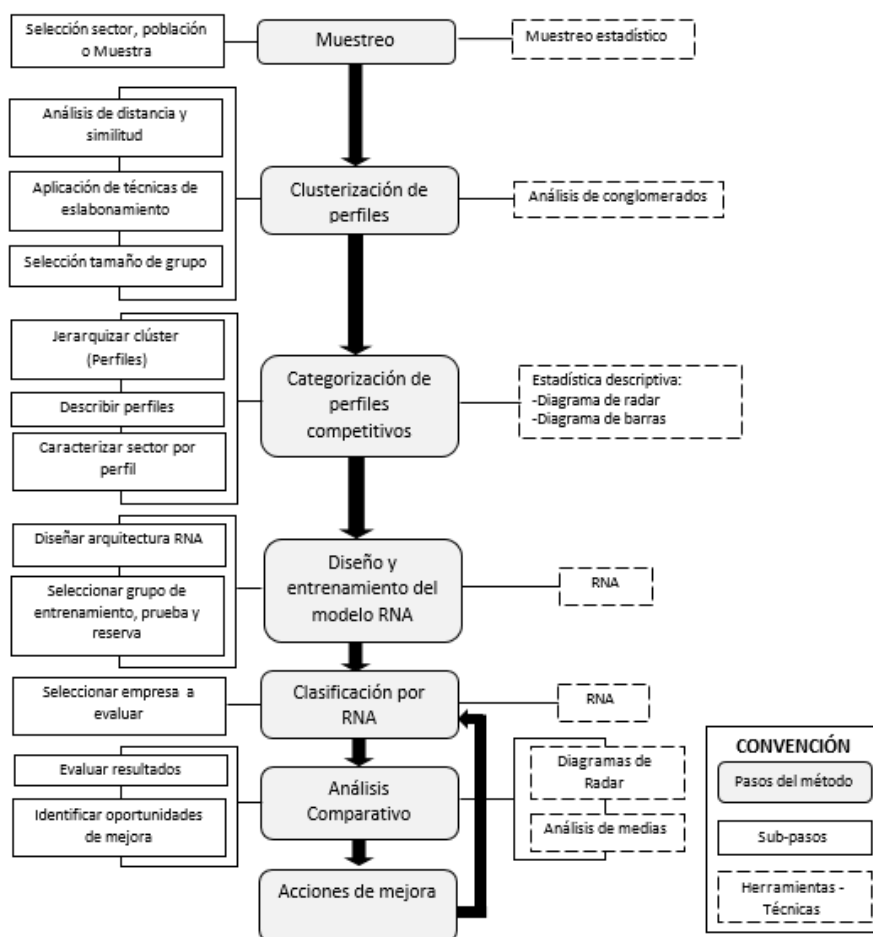 Selección sector, población
o Muestra
Muestreo
Muestreo estadístico
Análisis de distancia y
similitud
Aplicación de técnicas de
eslabonamiento
Selección tamaño de grupo
Clusterización de
perfiles
Análisis de conglomerados
Jerarquizar clúster
(Perfiles)
Describir perfiles
Caracterizar sector por
perfil
Categorización de
perfiles
competitivos
Estadística descriptiva:
-Diagrama de radar
-Diagrama de barras
Diseñar arquitectura RNA
Seleccionar grupo de
entrenamiento, prueba y
reserva
Diseño y
entrenamiento del
modelo RNA
RNA
Seleccionar empresa a
evaluar
Clasificación por
RNA
RNA
Evaluar resultados
Identificar oportunidades
de mejora
Análisis
Comparativo
Diagramas de
Radar
Análisis de medias
Acciones de mejora
CONVENCIÓN
Pasos del método
Sub-pasos
Herramientas -
Técnicas